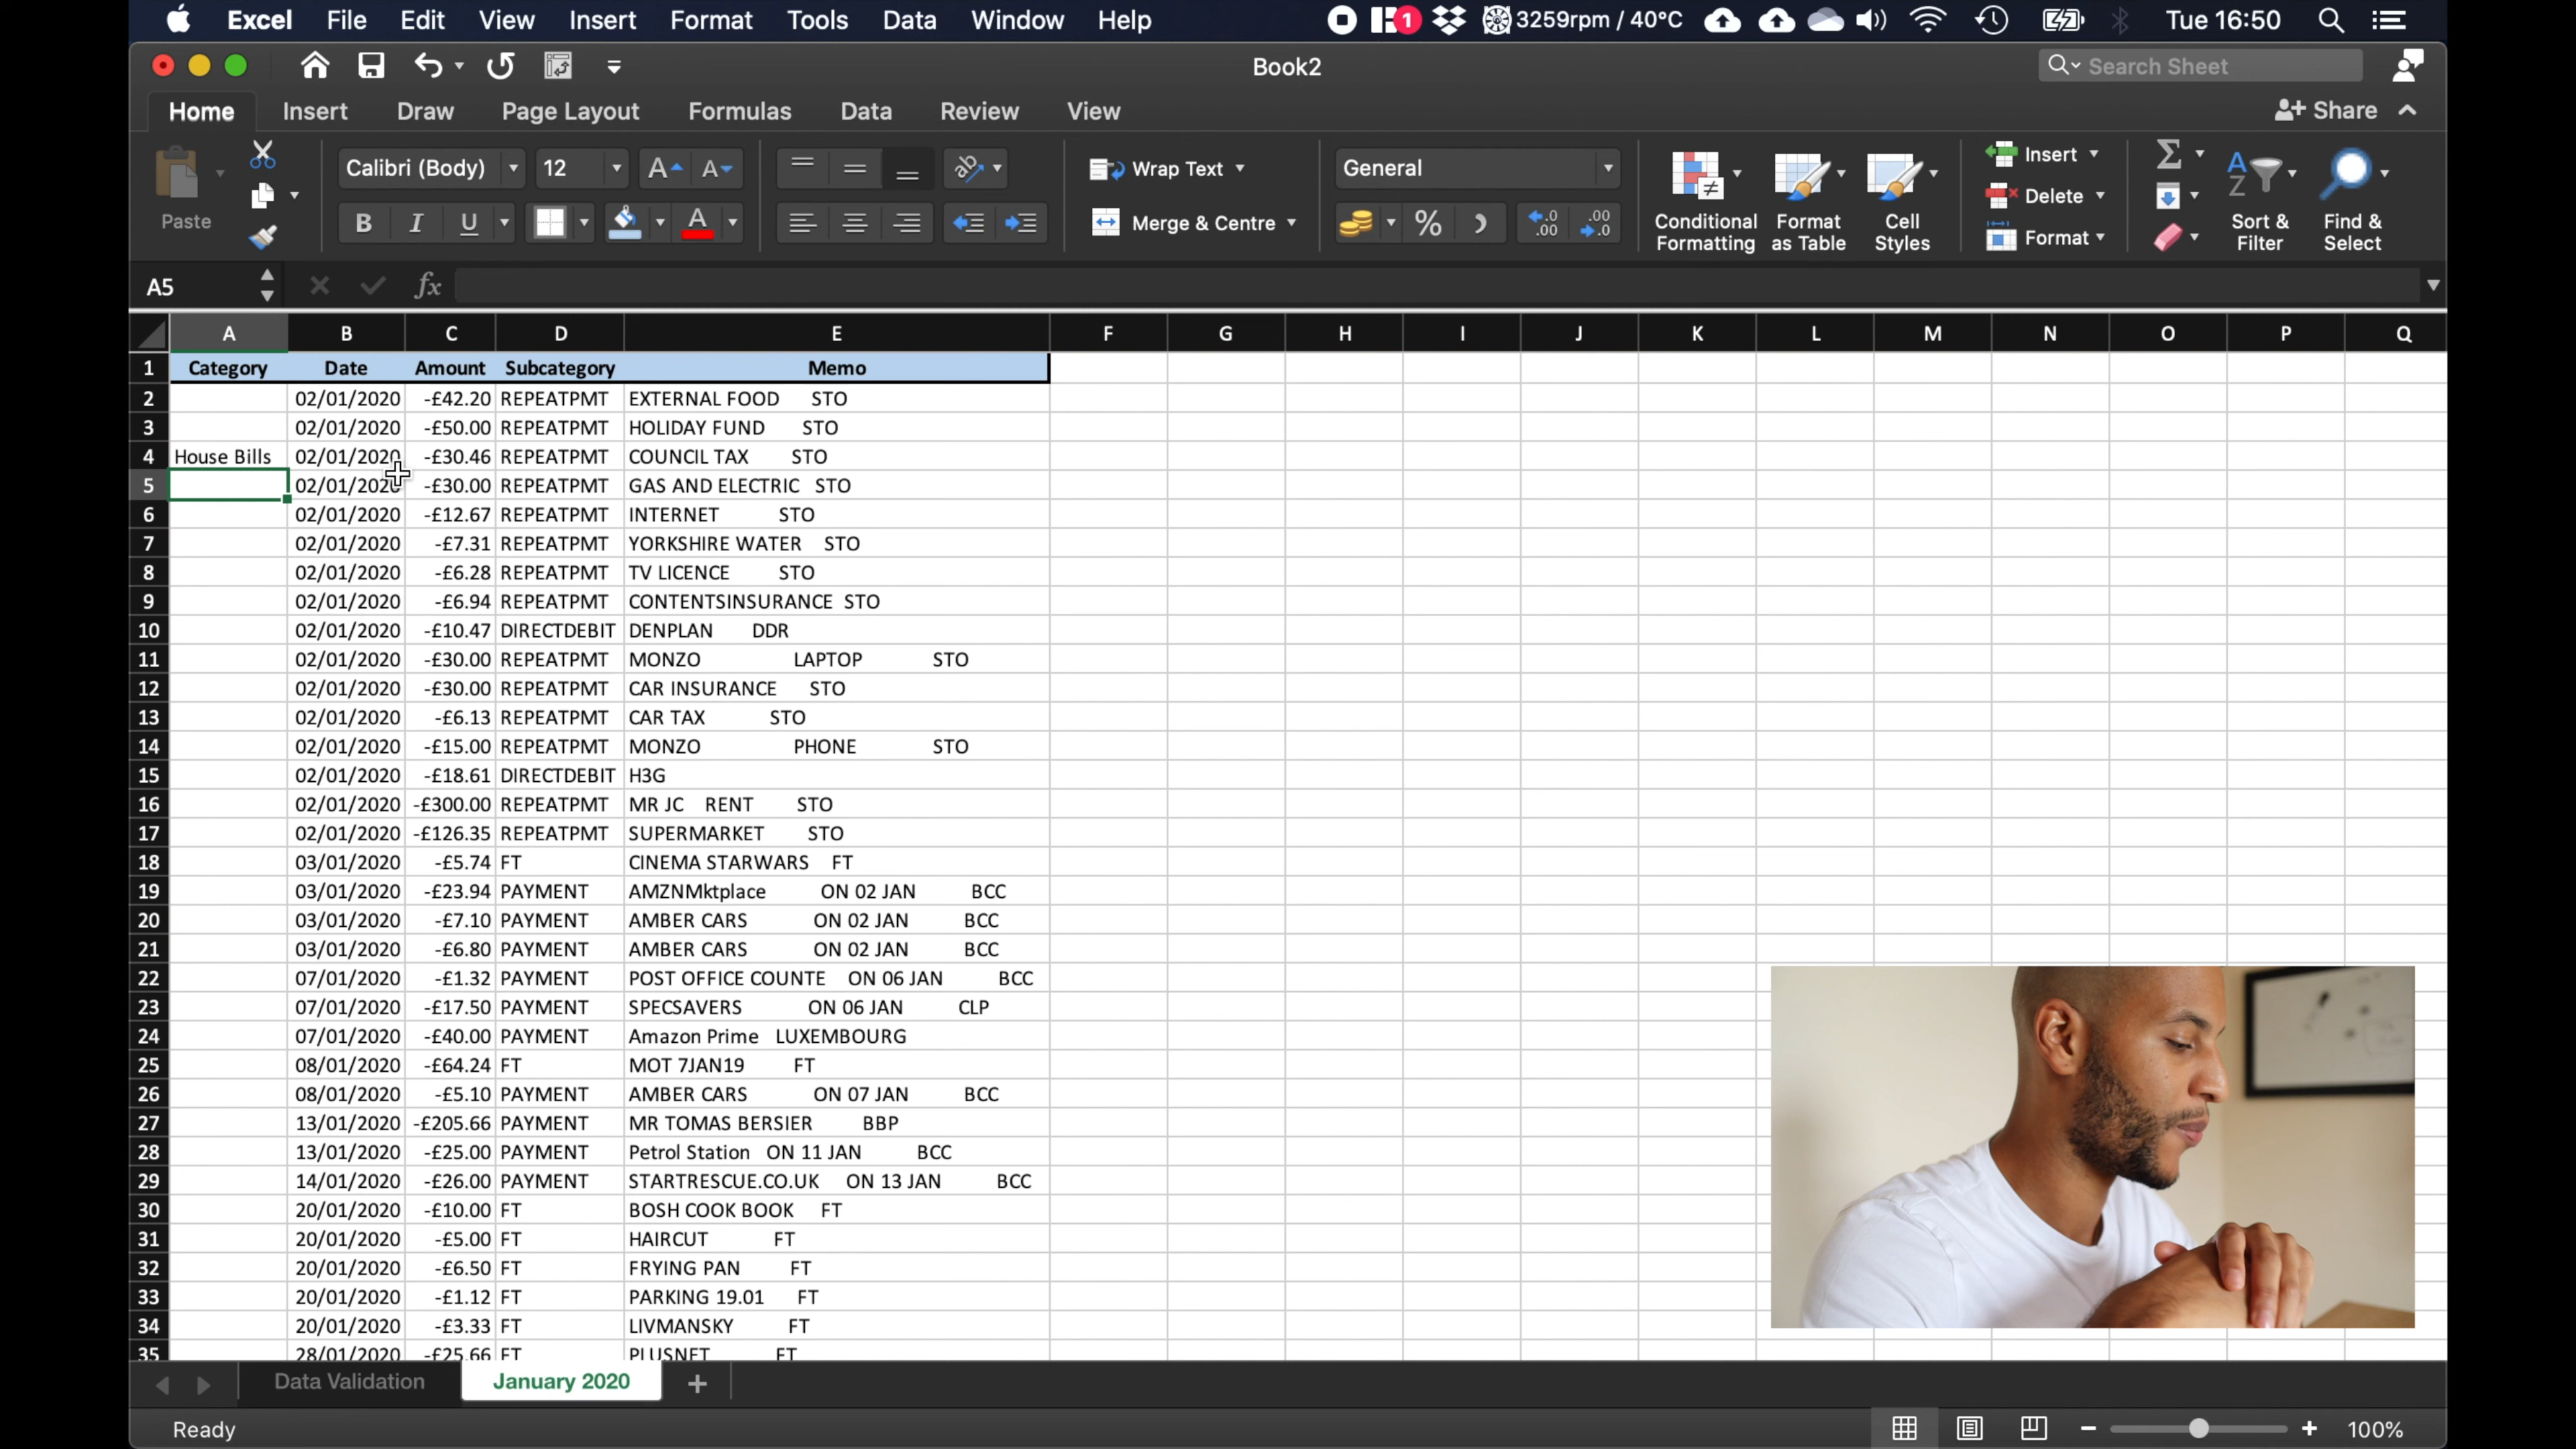 Excel File Edit View Insert Format Tools Data Window Help 1 3259rpm / 40°C Tue 16:50
Book2
Search Sheet
Home Insert Draw Page Layout Formulas Data Review View Share
Paste
Calibri (Body) 12
Wrap Text
Merge & Centre
General
Conditional Formatting
Format as Table
Cell Styles
Insert
Delete
Format
Sort & Filter
Find & Select
A5 fx
A B C D E F G H I J K L M N O P Q
1 Category Date Amount Subcategory Memo
2 02/01/2020 -£42.20 REPEATPMT EXTERNAL FOOD STO
3 02/01/2020 -£50.00 REPEATPMT HOLIDAY FUND STO
4 House Bills 02/01/2020 -£30.46 REPEATPMT COUNCIL TAX STO
5 02/01/2020 -£30.00 REPEATPMT GAS AND ELECTRIC STO
6 02/01/2020 -£12.67 REPEATPMT INTERNET STO
7 02/01/2020 -£7.31 REPEATPMT YORKSHIRE WATER STO
8 02/01/2020 -£6.28 REPEATPMT TV LICENCE STO
9 02/01/2020 -£6.94 REPEATPMT CONTENTSINSURANCE STO
10 02/01/2020 -£10.47 DIRECTDEBIT DENPLAN DDR
11 02/01/2020 -£30.00 REPEATPMT MONZO LAPTOP STO
12 02/01/2020 -£30.00 REPEATPMT CAR INSURANCE STO
13 02/01/2020 -£6.13 REPEATPMT CAR TAX STO
14 02/01/2020 -£15.00 REPEATPMT MONZO PHONE STO
15 02/01/2020 -£18.61 DIRECTDEBIT H3G
16 02/01/2020 -£300.00 REPEATPMT MR JC RENT STO
17 02/01/2020 -£126.35 REPEATPMT SUPERMARKET STO
18 03/01/2020 -£5.74 FT CINEMA STARWARS FT
19 03/01/2020 -£23.94 PAYMENT AMZNMktplace ON 02 JAN BCC
20 03/01/2020 -£7.10 PAYMENT AMBER CARS ON 02 JAN BCC
21 03/01/2020 -£6.80 PAYMENT AMBER CARS ON 02 JAN BCC
22 07/01/2020 -£1.32 PAYMENT POST OFFICE COUNTE ON 06 JAN BCC
23 07/01/2020 -£17.50 PAYMENT SPECSAVERS ON 06 JAN CLP
24 07/01/2020 -£40.00 PAYMENT Amazon Prime LUXEMBOURG
25 08/01/2020 -£64.24 FT MOT 7JAN19 FT
26 08/01/2020 -£5.10 PAYMENT AMBER CARS ON 07 JAN BCC
27 13/01/2020 -£205.66 PAYMENT MR TOMAS BERSIER BBP
28 13/01/2020 -£25.00 PAYMENT Petrol Station ON 11 JAN BCC
29 14/01/2020 -£26.00 PAYMENT STARTRESCUE.CO.UK ON 13 JAN BCC
30 20/01/2020 -£10.00 FT BOSH COOK BOOK FT
31 20/01/2020 -£5.00 FT HAIRCUT FT
32 20/01/2020 -£6.50 FT FRYING PAN FT
33 20/01/2020 -£1.12 FT PARKING 19.01 FT
34 20/01/2020 -£3.33 FT LIVMANSKY FT
35 28/01/2020 -£25.66 FT PLUSNET FT
Data Validation January 2020
Ready 100%